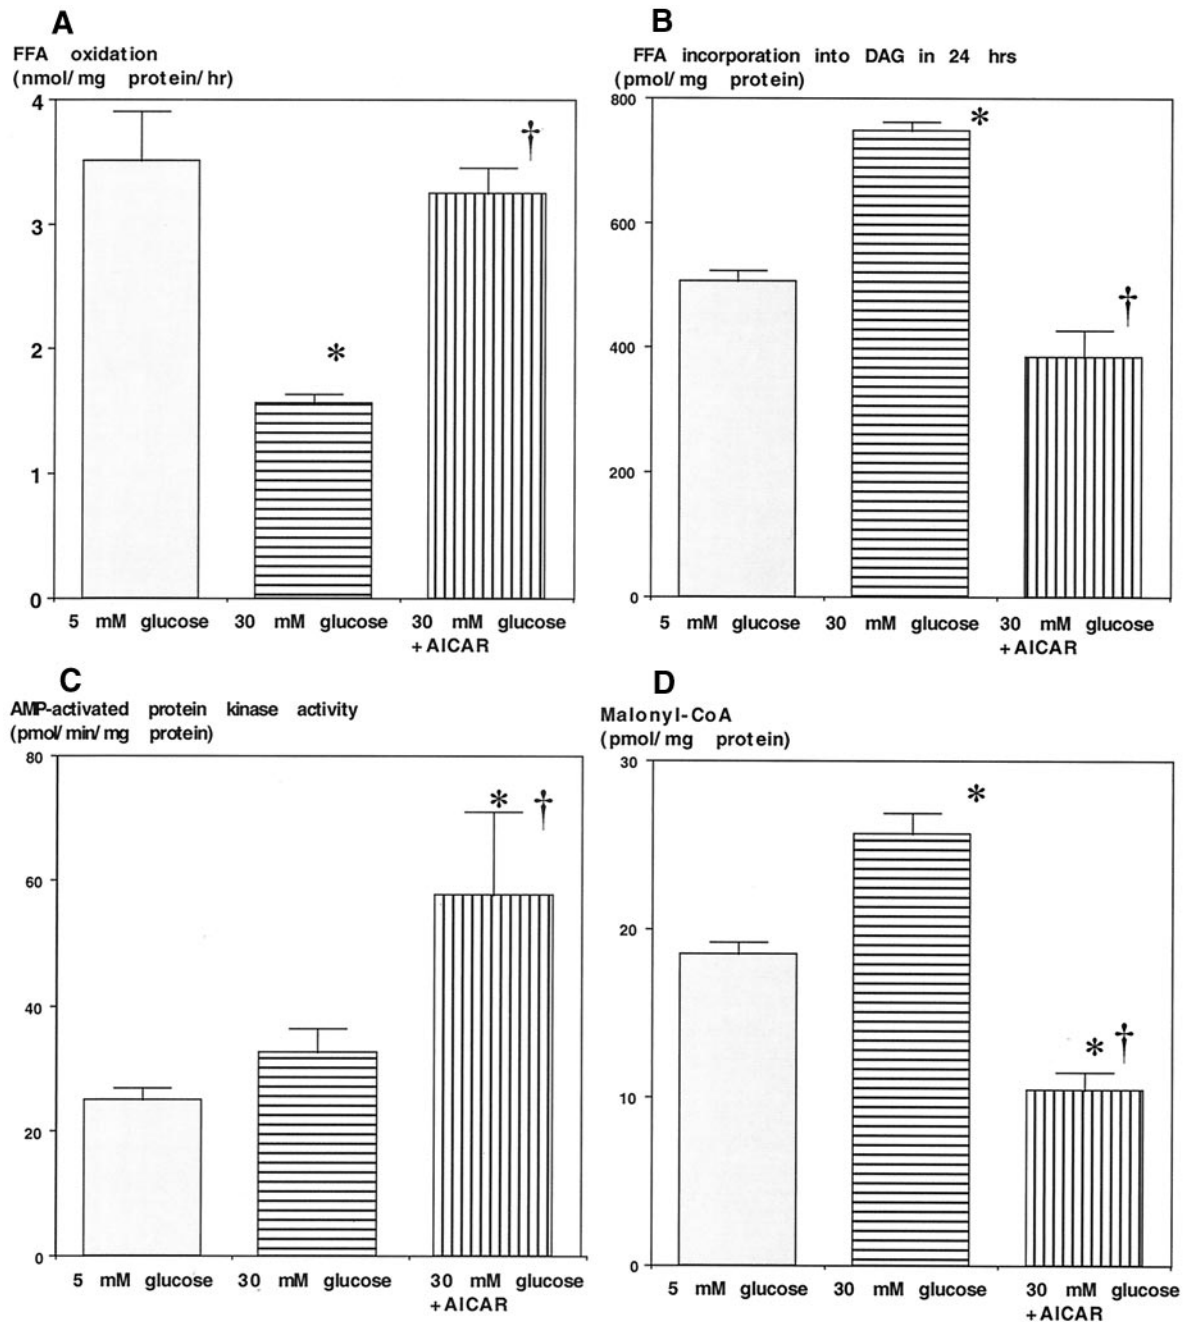 A
FFA oxidation
(nmol/mg protein/hr)
4
3
2
1
0
*
†
5 mM glucose 30 mM glucose 30 mM glucose
+AICAR
B
FFA incorporation into DAG in 24 hrs
(pmol/mg protein)
800
600
400
200
0
*
†
5 mM glucose 30 mM glucose 30 mM glucose
+AICAR
C
AMP-activated protein kinase activity
(pmol/min/mg protein)
80
60
40
20
0
* †
5 mM glucose 30 mM glucose 30 mM glucose
+AICAR
D
Malonyl-CoA
(pmol/mg protein)
30
20
10
0
*
* †
5 mM glucose 30 mM glucose 30 mM glucose
+AICAR